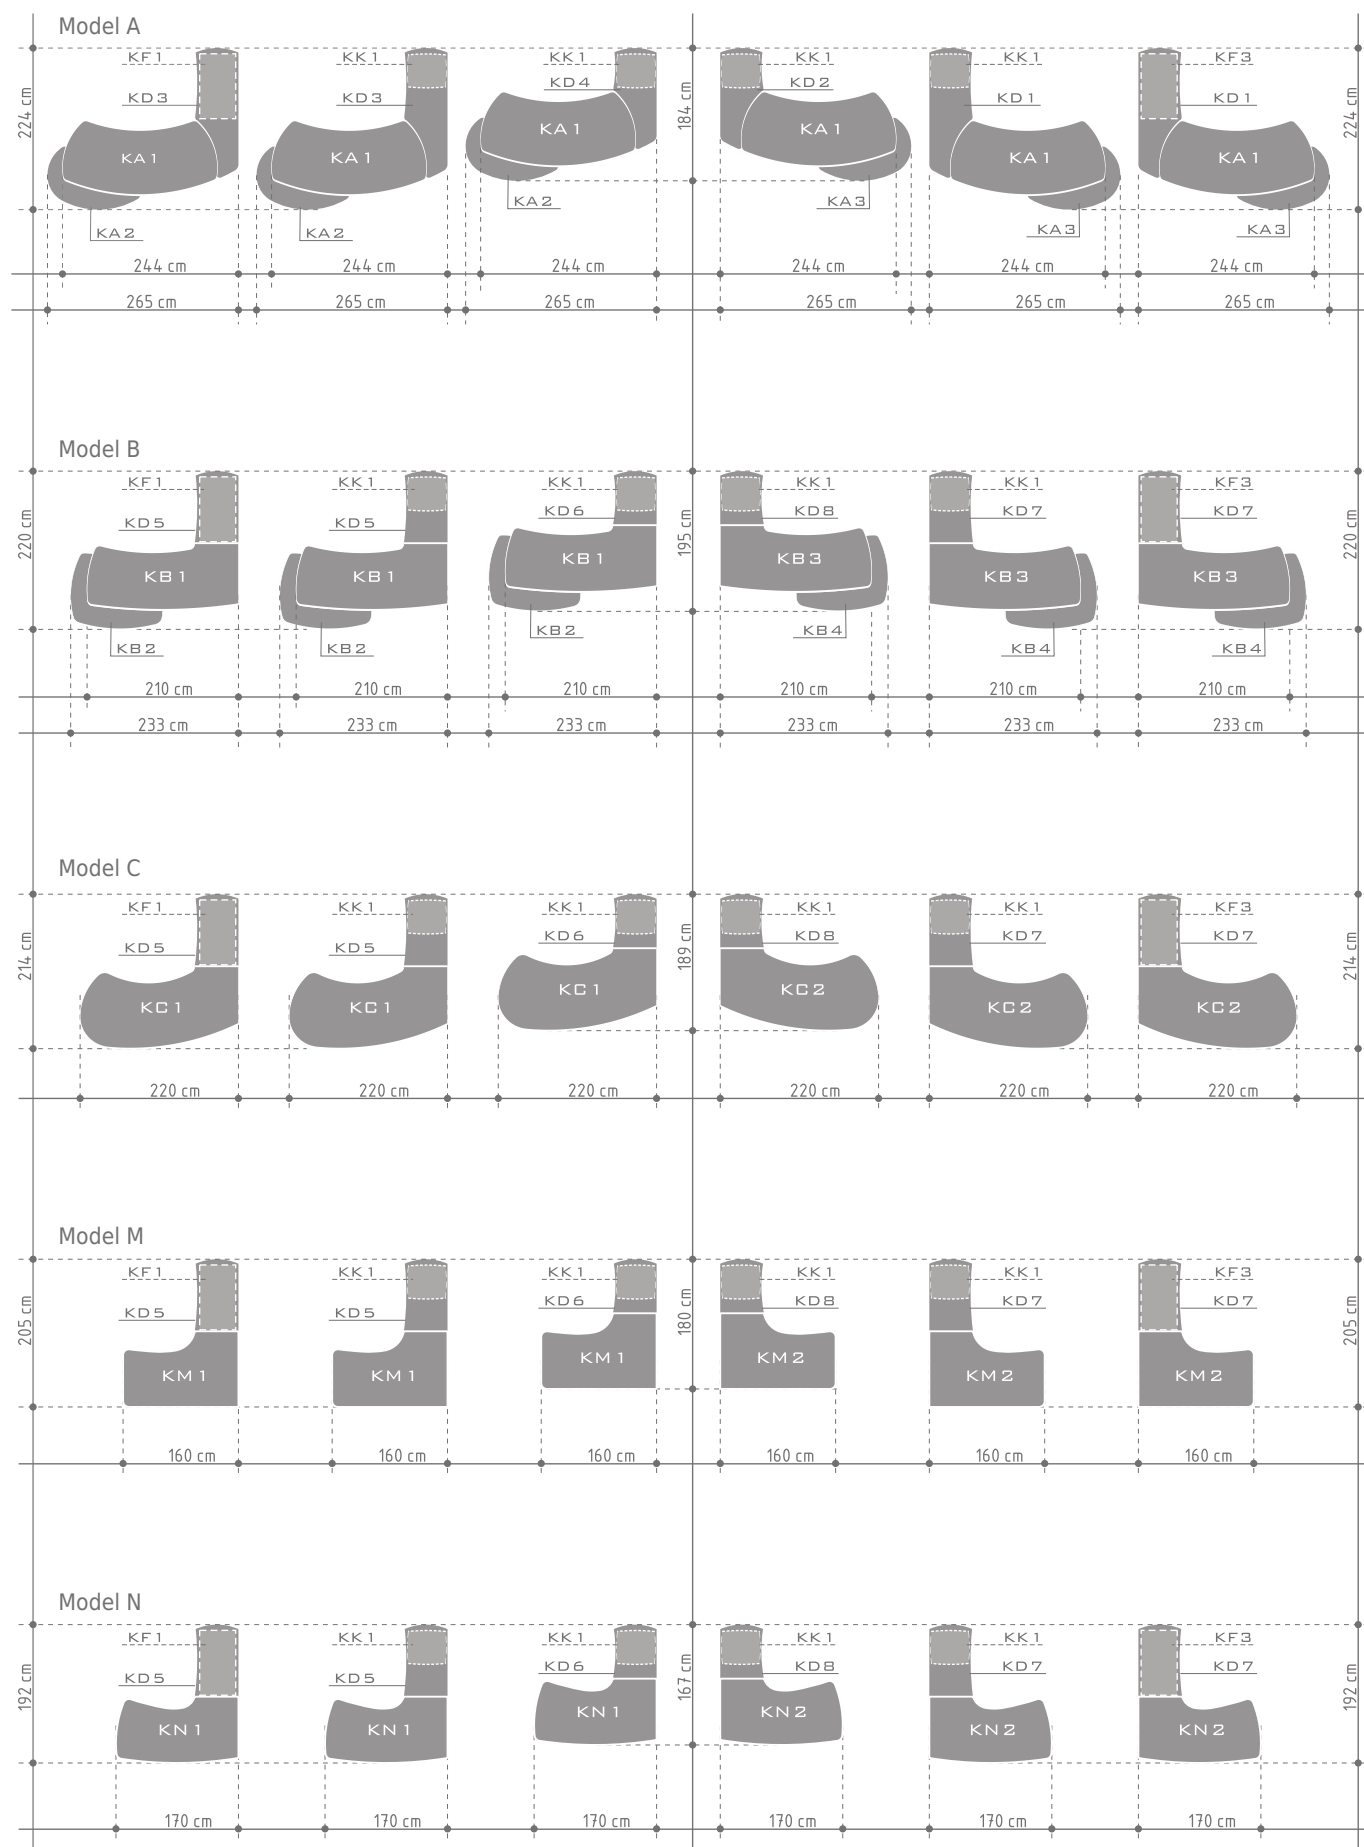 Model A
KF1 KK1 KK1 KK1 KK1 KF3
KD3 KD3 KD4 KD2 KD1 KD1
224 cm 184 cm 224 cm
KA1 KA1 KA1 KA1 KA1 KA1
KA2 KA2 KA2 KA3 KA3 KA3
244 cm 244 cm 244 cm 244 cm 244 cm 244 cm
265 cm 265 cm 265 cm 265 cm 265 cm 265 cm
Model B
KF1 KK1 KK1 KK1 KK1 KF3
KD5 KD5 KD6 KD8 KD7 KD7
220 cm 195 cm 220 cm
KB1 KB1 KB1 KB3 KB3 KB3
KB2 KB2 KB2 KB4 KB4 KB4
210 cm 210 cm 210 cm 210 cm 210 cm 210 cm
233 cm 233 cm 233 cm 233 cm 233 cm 233 cm
Model C
KF1 KK1 KK1 KK1 KK1 KF3
KD5 KD5 KD6 KD8 KD7 KD7
214 cm 189 cm 214 cm
KC1 KC1 KC1 KC2 KC2 KC2
220 cm 220 cm 220 cm 220 cm 220 cm 220 cm
Model M
KF1 KK1 KK1 KK1 KK1 KF3
KD5 KD5 KD6 KD8 KD7 KD7
205 cm 180 cm 205 cm
KM1 KM1 KM1 KM2 KM2 KM2
160 cm 160 cm 160 cm 160 cm 160 cm 160 cm
Model N
KF1 KK1 KK1 KK1 KK1 KF3
KD5 KD5 KD6 KD8 KD7 KD7
192 cm 167 cm 192 cm
KN1 KN1 KN1 KN2 KN2 KN2
170 cm 170 cm 170 cm 170 cm 170 cm 170 cm